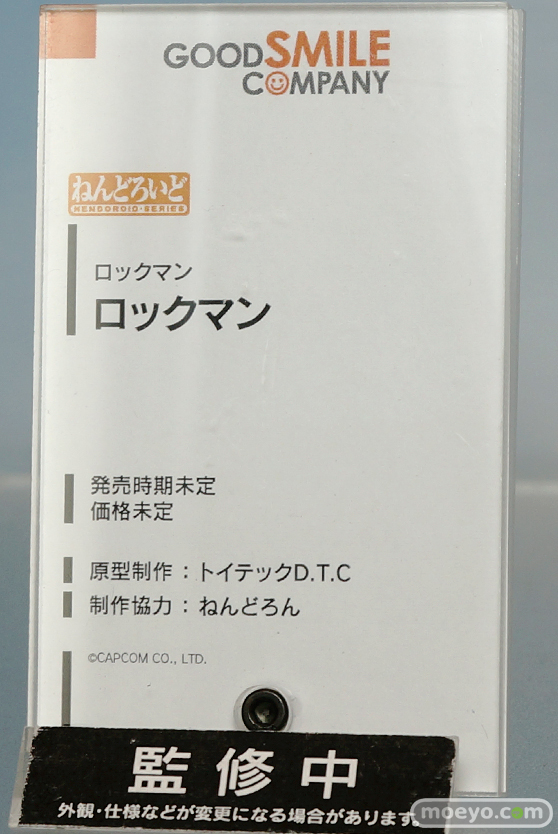 GOODSMILE
COMPANY
ねんどろいど
NENDOROID・SERIES
ロックマン
ロックマン
発売時期未定
価格未定
原型制作：トイテックD.T.C
制作協力：ねんどろん
©CAPCOM CO., LTD.
監修中
外観・仕様などが変更になる場合があります。
moeyo.com